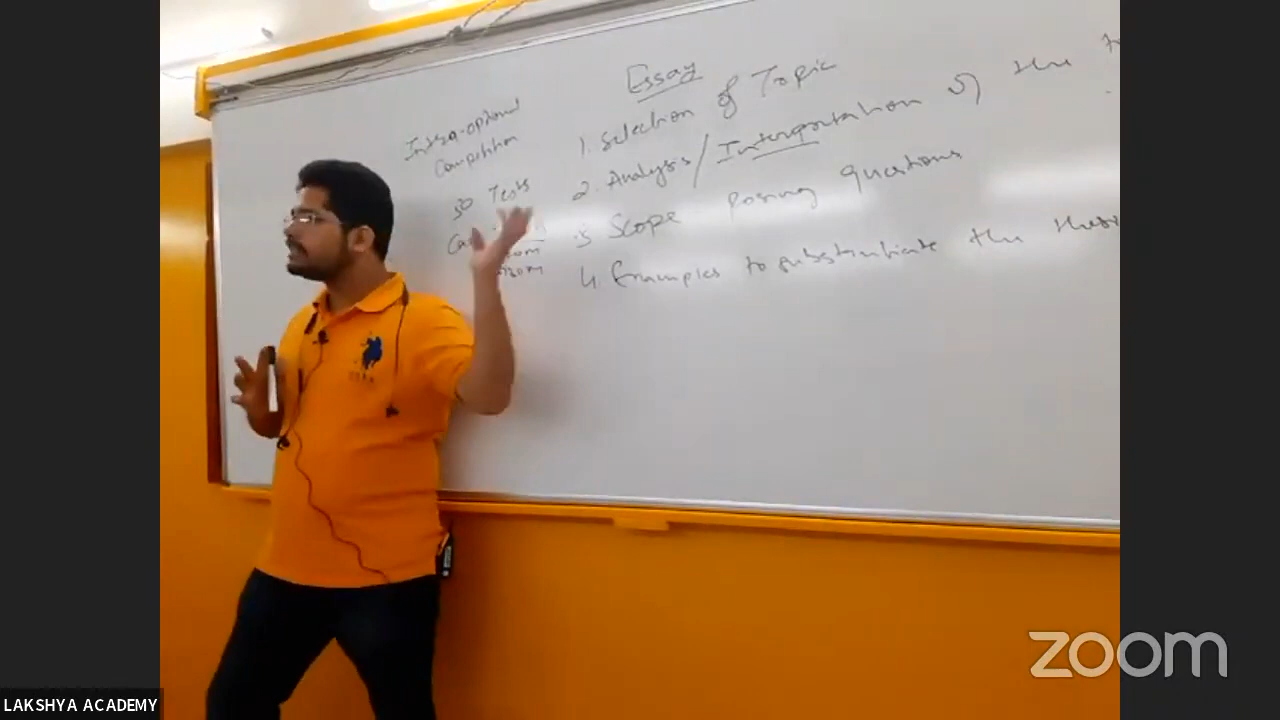 Intra-optional
Competition
30 Tests
Essay
1. Selection of Topic
2. Analysis/Interpretation of the
3 Scope - Posing Questions
4. Examples to substantiate the
zoom
LAKSHYA ACADEMY